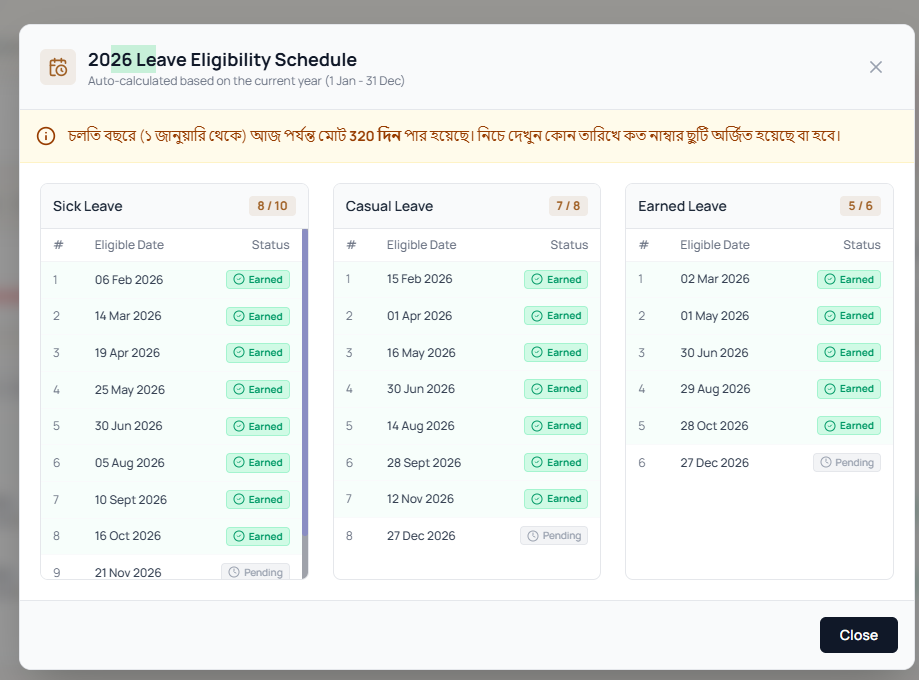 2026 Leave Eligibility Schedule
Auto-calculated based on the current year (1 Jan - 31 Dec)
চলতি বছরে (১ জানুয়ারি থেকে) আজ পর্যন্ত মোট 320 দিন পার হয়েছে। নিচে দেখুন কোন তারিখে কত নাম্বার ছুটি অর্জিত হয়েছে বা হবে।
Sick Leave 8 / 10
# Eligible Date Status
1 06 Feb 2026 Earned
2 14 Mar 2026 Earned
3 19 Apr 2026 Earned
4 25 May 2026 Earned
5 30 Jun 2026 Earned
6 05 Aug 2026 Earned
7 10 Sept 2026 Earned
8 16 Oct 2026 Earned
9 21 Nov 2026 Pending
Casual Leave 7 / 8
# Eligible Date Status
1 15 Feb 2026 Earned
2 01 Apr 2026 Earned
3 16 May 2026 Earned
4 30 Jun 2026 Earned
5 14 Aug 2026 Earned
6 28 Sept 2026 Earned
7 12 Nov 2026 Earned
8 27 Dec 2026 Pending
Earned Leave 5 / 6
# Eligible Date Status
1 02 Mar 2026 Earned
2 01 May 2026 Earned
3 30 Jun 2026 Earned
4 29 Aug 2026 Earned
5 28 Oct 2026 Earned
6 27 Dec 2026 Pending
Close